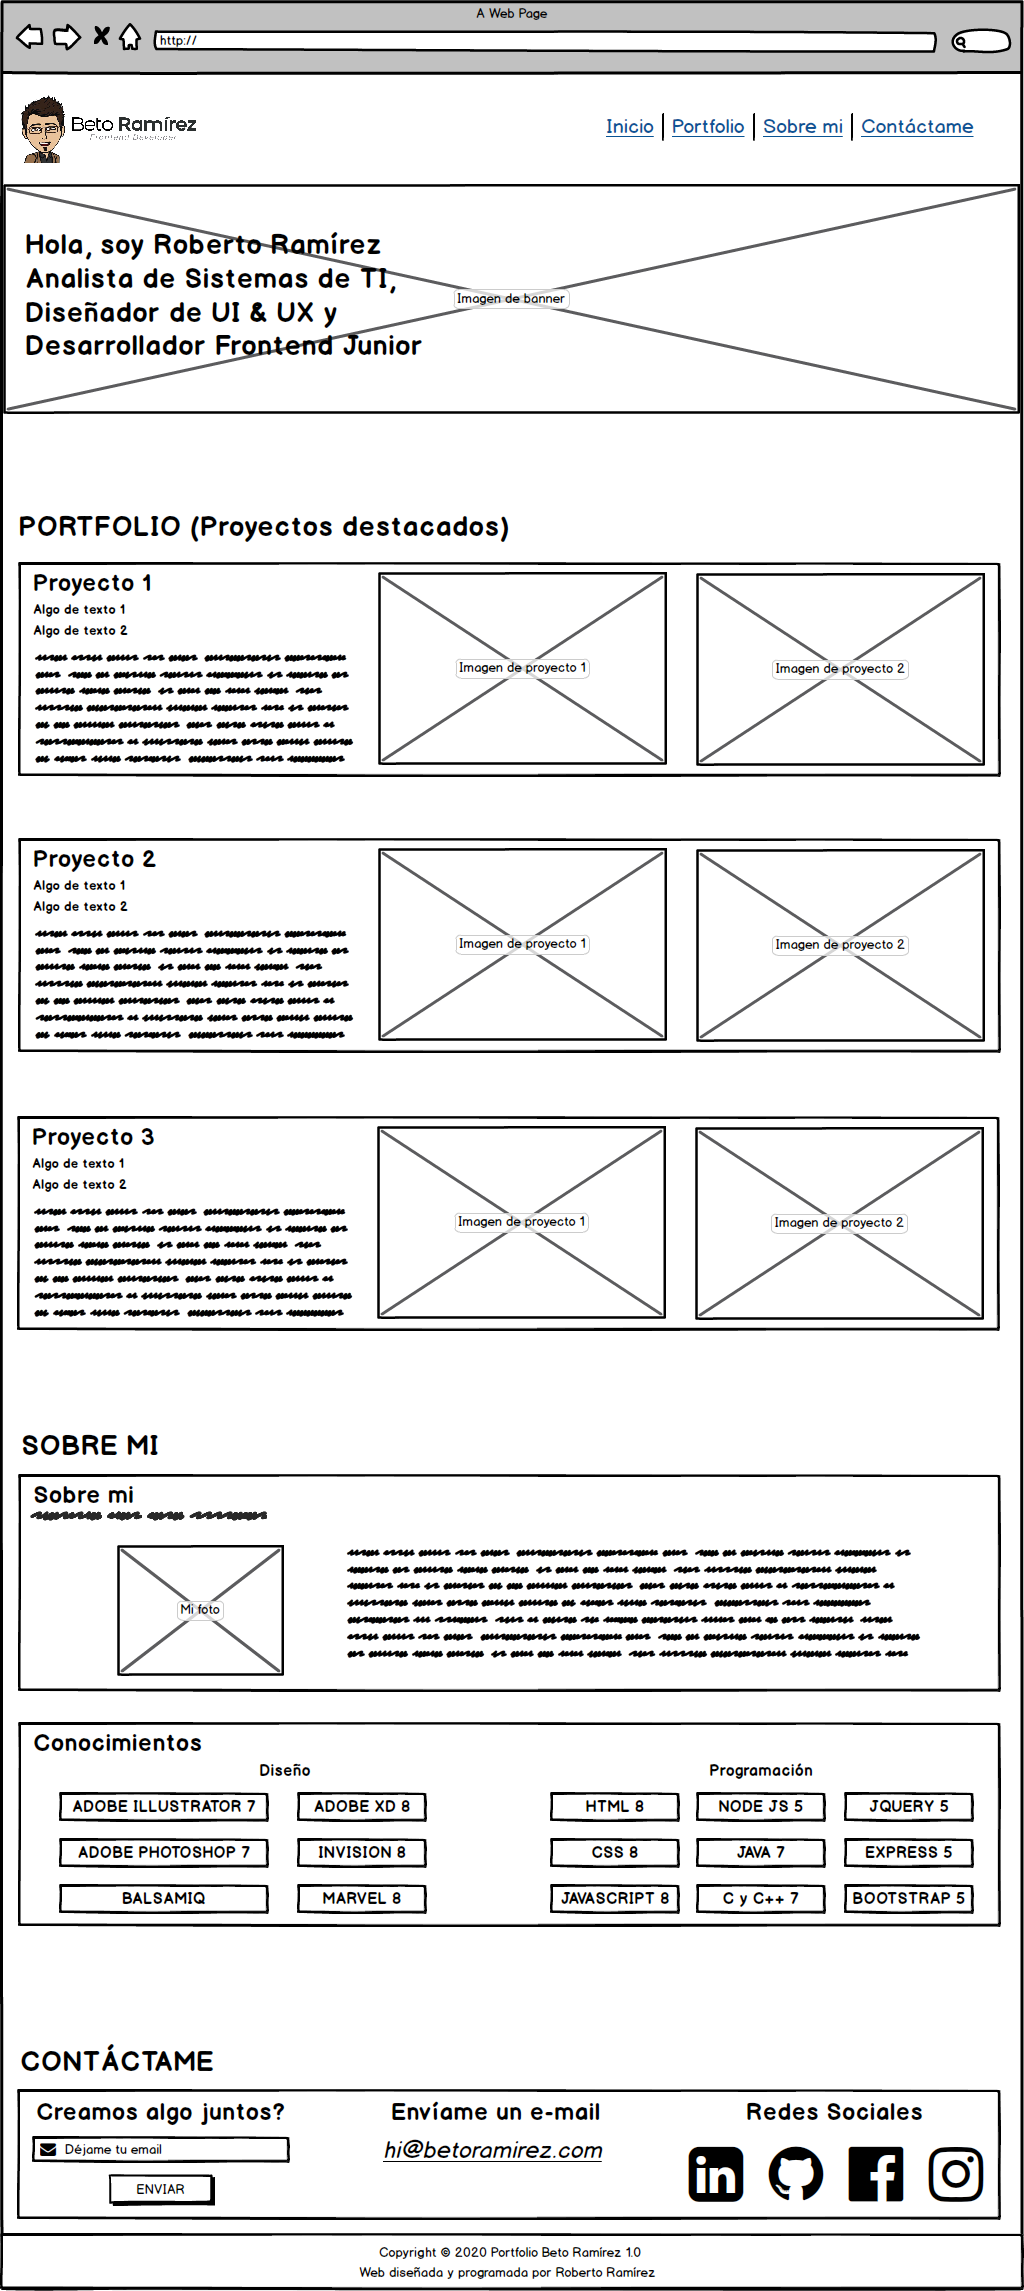 A Web Page
http://
Beto Ramírez
Frontend Developer
Inicio
Portfolio
Sobre mi
Contáctame
Hola, soy Roberto Ramírez
Analista de Sistemas de TI,
Diseñador de UI & UX y
Desarrollador Frontend Junior
Imagen de banner
PORTFOLIO (Proyectos destacados)
Proyecto 1
Algo de texto 1
Algo de texto 2
Imagen de proyecto 1
Imagen de proyecto 2
Proyecto 2
Algo de texto 1
Algo de texto 2
Imagen de proyecto 1
Imagen de proyecto 2
Proyecto 3
Algo de texto 1
Algo de texto 2
Imagen de proyecto 1
Imagen de proyecto 2
SOBRE MI
Sobre mi
Mi foto
Conocimientos
Diseño
ADOBE ILLUSTRATOR 7
ADOBE XD 8
ADOBE PHOTOSHOP 7
INVISION 8
BALSAMIQ
MARVEL 8
Programación
HTML 8
NODE JS 5
JQUERY 5
CSS 8
JAVA 7
EXPRESS 5
JAVASCRIPT 8
C y C++ 7
BOOTSTRAP 5
CONTÁCTAME
Creamos algo juntos?
Déjame tu email
ENVIAR
Envíame un e-mail
hi@betoramirez.com
Redes Sociales
Copyright © 2020 Portfolio Beto Ramírez 1.0
Web diseñada y programada por Roberto Ramírez